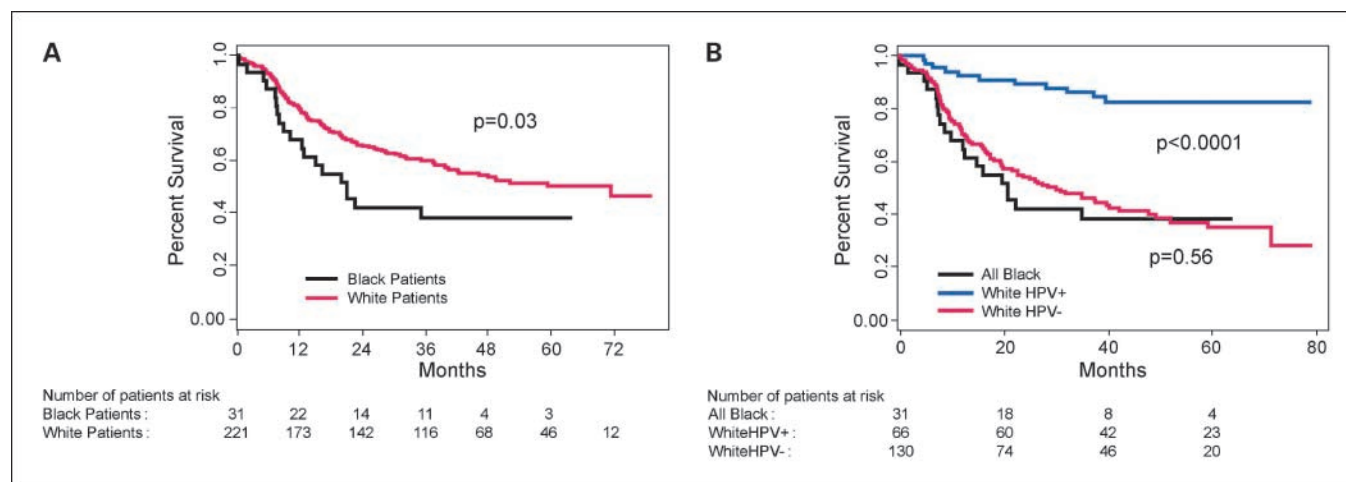 A
Percent Survival
1.0
0.8
0.6
0.4
0.2
0.00
p=0.03
Black Patients
White Patients
0 12 24 36 48 60 72
Months
Number of patients at risk
Black Patients : 31 22 14 11 4 3
White Patients : 221 173 142 116 68 46 12
B
Percent Survival
1.0
0.8
0.6
0.4
0.2
0.00
p<0.0001
p=0.56
All Black
White HPV+
White HPV-
0 20 40 60 80
Months
Number of patients at risk
All Black : 31 18 8 4
WhiteHPV+ : 66 60 42 23
WhiteHPV- : 130 74 46 20